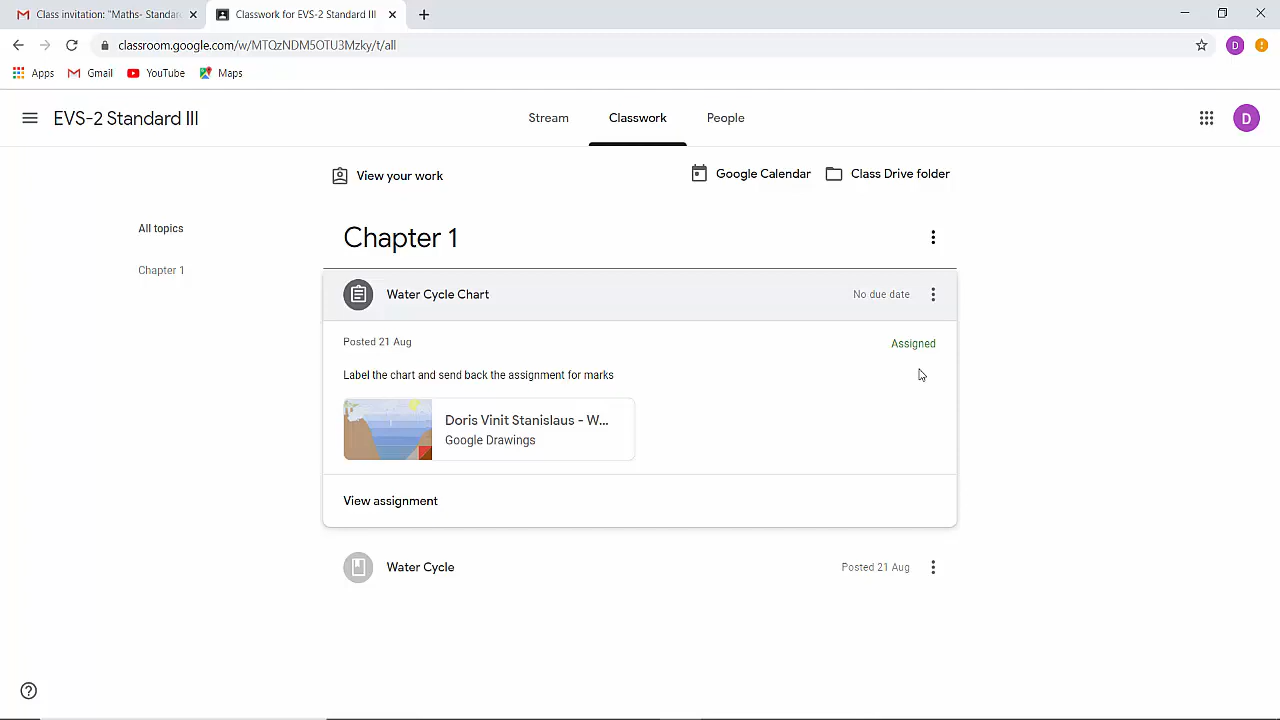 Class invitation: "Maths- Standar
Classwork for EVS-2 Standard III
classroom.google.com/w/MTQzNDM5OTU3Mzky/t/all
D
Apps
Gmail
YouTube
Maps
EVS-2 Standard III
Stream
Classwork
People
D
View your work
Google Calendar
Class Drive folder
All topics
Chapter 1
Chapter 1
Water Cycle Chart
No due date
Posted 21 Aug
Assigned
Label the chart and send back the assignment for marks
Doris Vinit Stanislaus - W...
Google Drawings
View assignment
Water Cycle
Posted 21 Aug